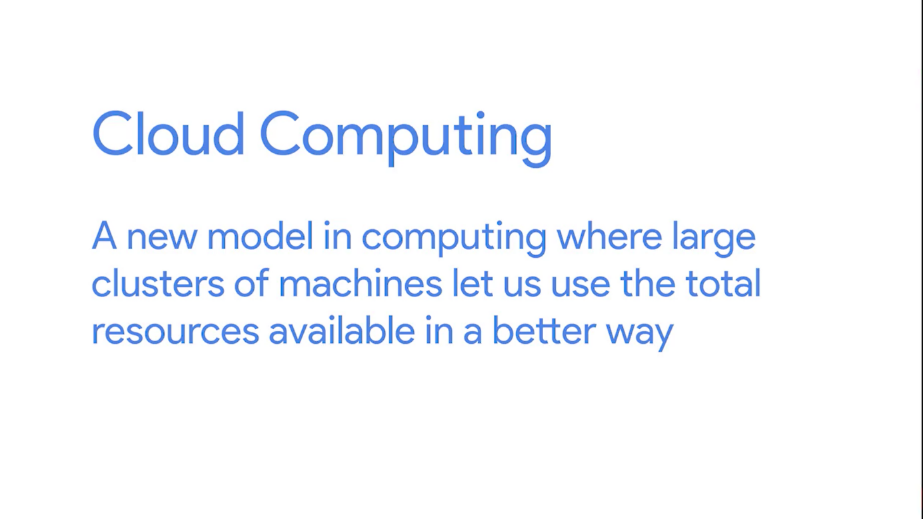 Cloud Computing
A new model in computing where large
clusters of machines let us use the total
resources available in a better way